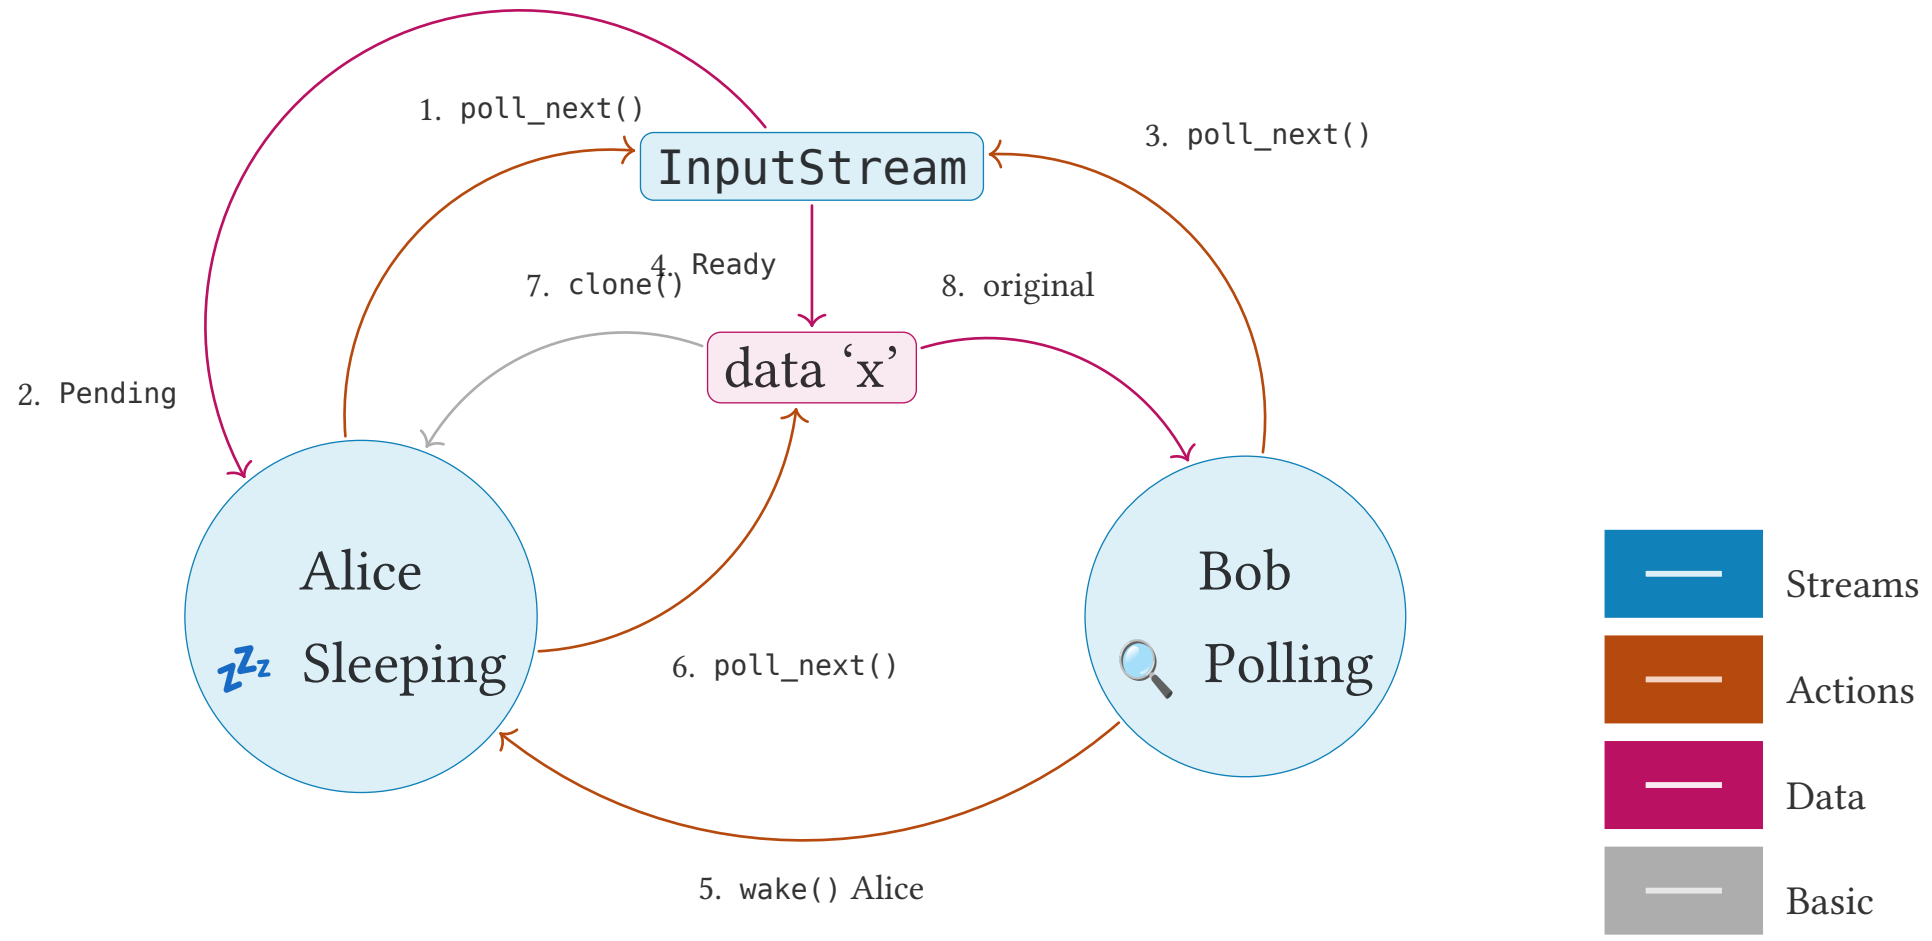 1. poll_next()
3. poll_next()
InputStream
4. Ready
7. clone()
8. original
data ‘x’
2. Pending
Alice
💤 Sleeping
Bob
🔍 Polling
6. poll_next()
5. wake() Alice
Streams
Actions
Data
Basic